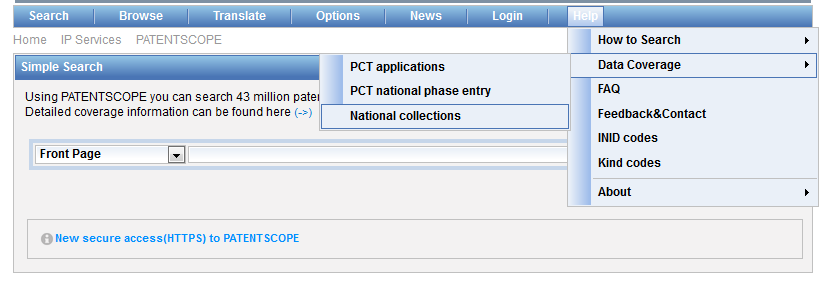 Search Browse Translate Options News Login Help
Home IP Services PATENTSCOPE
Simple Search
Using PATENTSCOPE you can search 43 million
Detailed coverage information can be found here (->)
Front Page
New secure access(HTTPS) to PATENTSCOPE
PCT applications
PCT national phase entry
National collections
How to Search
Data Coverage
FAQ
Feedback&Contact
INID codes
Kind codes
About